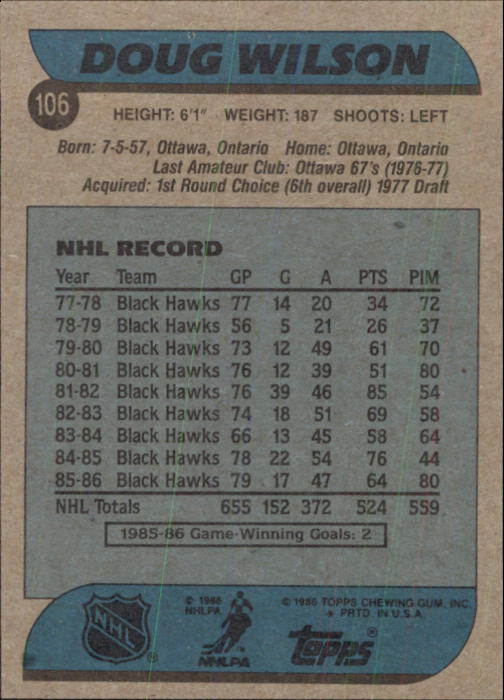 DOUG WILSON
106
HEIGHT: 6'1" WEIGHT: 187 SHOOTS: LEFT
Born: 7-5-57, Ottawa, Ontario Home: Ottawa, Ontario
Last Amateur Club: Ottawa 67's (1976-77)
Acquired: 1st Round Choice (6th overall) 1977 Draft
NHL RECORD
Year Team GP G A PTS PIM
77-78 Black Hawks 77 14 20 34 72
78-79 Black Hawks 56 5 21 26 37
79-80 Black Hawks 73 12 49 61 70
80-81 Black Hawks 76 12 39 51 80
81-82 Black Hawks 76 39 46 85 54
82-83 Black Hawks 74 18 51 69 58
83-84 Black Hawks 66 13 45 58 64
84-85 Black Hawks 78 22 54 76 44
85-86 Black Hawks 79 17 47 64 80
NHL Totals 655 152 372 524 559
1985-86 Game-Winning Goals: 2
NHL ®
© 1986
NHLPA
NHLPA
© 1986 TOPPS CHEWING GUM, INC.
✶ PRTD. IN U.S.A.
TOPPS®